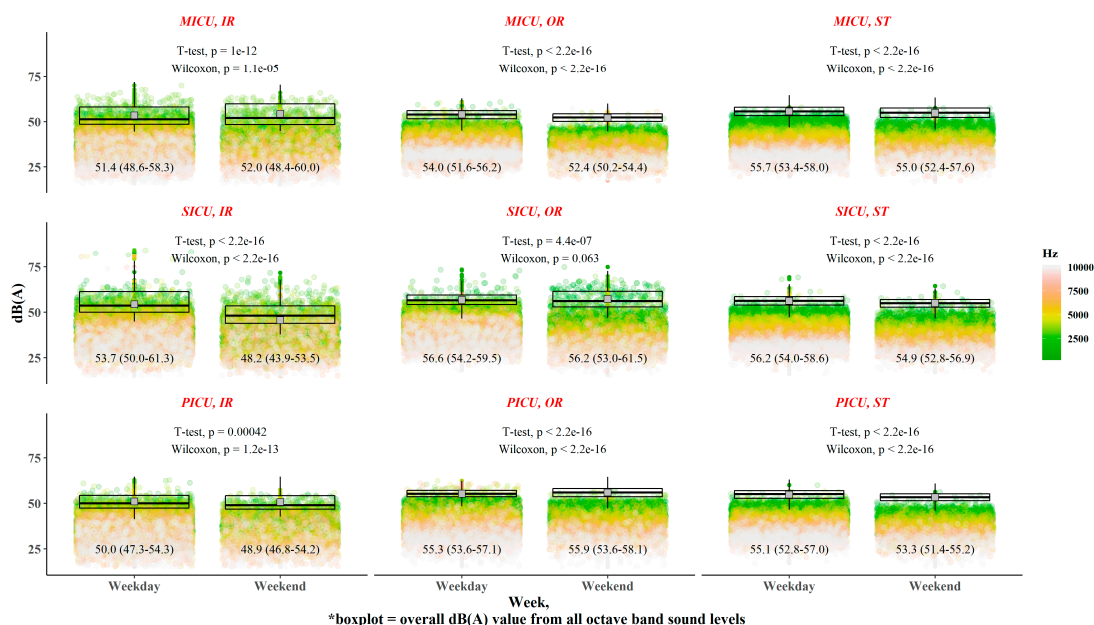 MICU, IR
MICU, OR
MICU, ST
T-test, p = 1e-12
Wilcoxon, p = 1.1e-05
T-test, p < 2.2e-16
Wilcoxon, p < 2.2e-16
T-test, p < 2.2e-16
Wilcoxon, p < 2.2e-16
75
50
25
51.4 (48.6-58.3)
52.0 (48.4-60.0)
54.0 (51.6-56.2)
52.4 (50.2-54.4)
55.7 (53.4-58.0)
55.0 (52.4-57.6)
SICU, IR
SICU, OR
SICU, ST
T-test, p < 2.2e-16
Wilcoxon, p < 2.2e-16
T-test, p = 4.4e-07
Wilcoxon, p = 0.063
T-test, p < 2.2e-16
Wilcoxon, p < 2.2e-16
75
50
25
dB(A)
53.7 (50.0-61.3)
48.2 (43.9-53.5)
56.6 (54.2-59.5)
56.2 (53.0-61.5)
56.2 (54.0-58.6)
54.9 (52.8-56.9)
Hz
10000
7500
5000
2500
PICU, IR
PICU, OR
PICU, ST
T-test, p = 0.00042
Wilcoxon, p = 1.2e-13
T-test, p < 2.2e-16
Wilcoxon, p < 2.2e-16
T-test, p < 2.2e-16
Wilcoxon, p < 2.2e-16
75
50
25
50.0 (47.3-54.3)
48.9 (46.8-54.2)
55.3 (53.6-57.1)
55.9 (53.6-58.1)
55.1 (52.8-57.0)
53.3 (51.4-55.2)
Weekday
Weekend
Weekday
Weekend
Weekday
Weekend
Week,
*boxplot = overall dB(A) value from all octave band sound levels